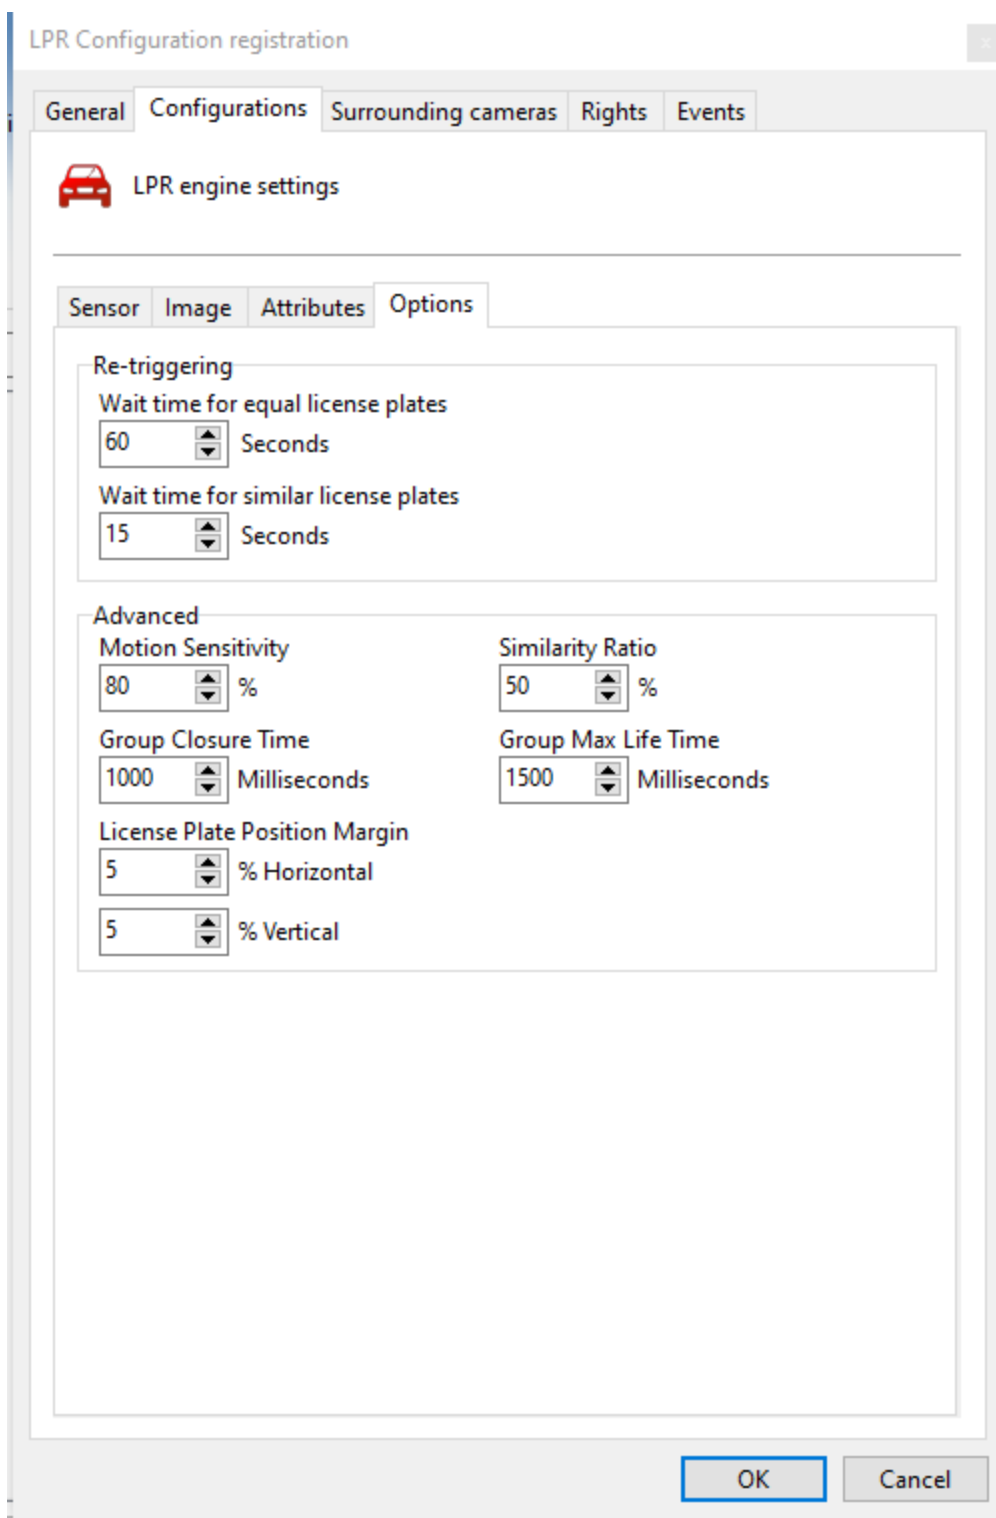 LPR Configuration registration
x
General Configurations Surrounding cameras Rights Events
LPR engine settings
Sensor Image Attributes Options
Re-triggering
Wait time for equal license plates
60 Seconds
Wait time for similar license plates
15 Seconds
Advanced
Motion Sensitivity Similarity Ratio
80 % 50 %
Group Closure Time Group Max Life Time
1000 Milliseconds 1500 Milliseconds
License Plate Position Margin
5 % Horizontal
5 % Vertical
OK Cancel